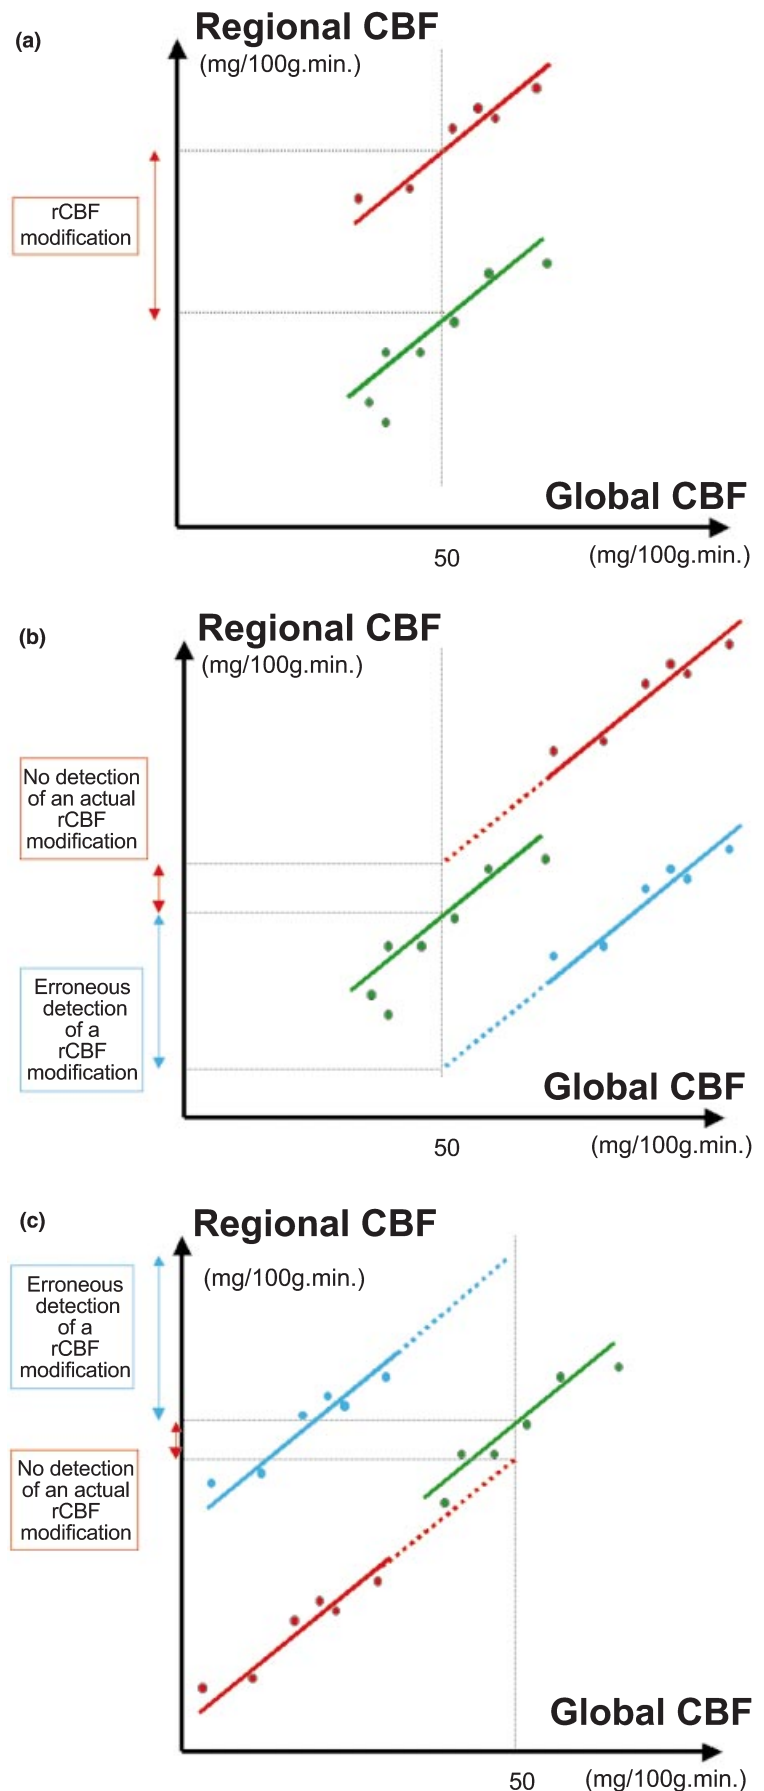 (a)
Regional CBF
(mg/100g.min.)
rCBF
modification
Global CBF
50
(mg/100g.min.)
(b)
Regional CBF
(mg/100g.min.)
No detection
of an actual
rCBF
modification
Erroneous
detection
of a
rCBF
modification
Global CBF
50
(mg/100g.min.)
(c)
Regional CBF
(mg/100g.min.)
Erroneous
detection
of a
rCBF
modification
No detection
of an actual
rCBF
modification
Global CBF
50
(mg/100g.min.)